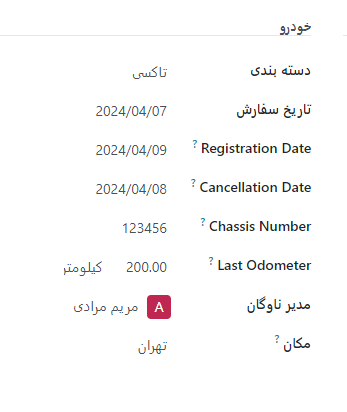 خودرو
دسته بندی تاکسی
تاریخ سفارش 2024/04/07
Registration Date ? 2024/04/09
Cancellation Date ? 2024/04/08
Chassis Number ? 123456
Last Odometer ? 200.00 کیلومتر
مدیر ناوگان A مریم مرادی
مکان ? تهران